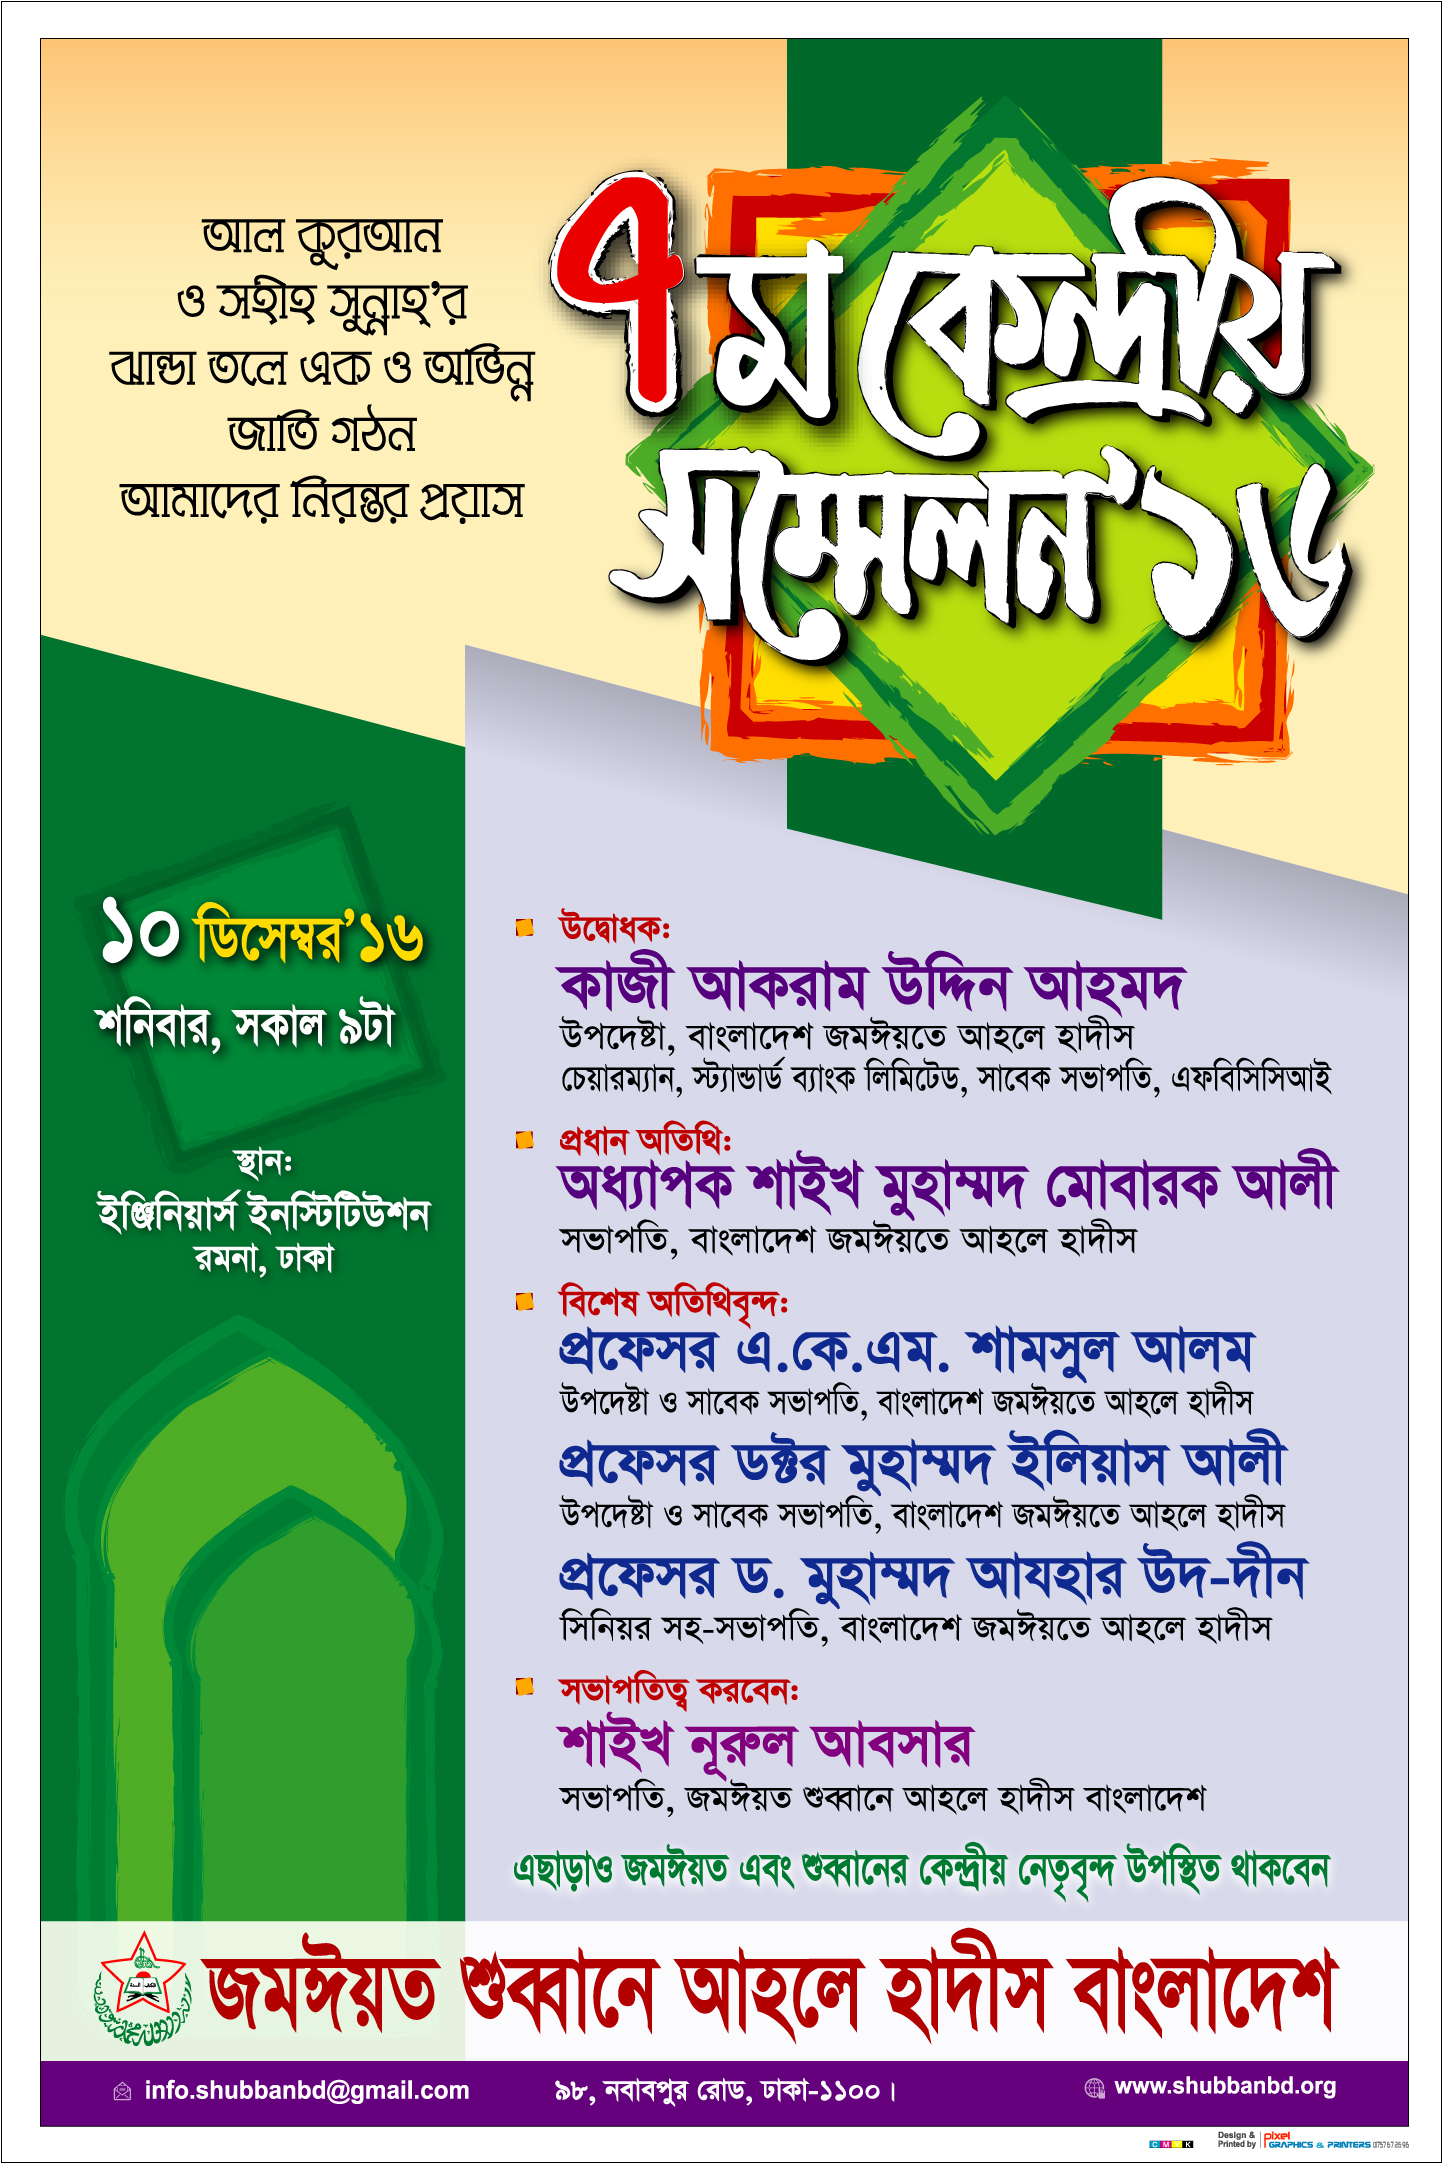 আল কুরআন
ও সহীহ সুন্নাহ্’র
ঝান্ডা তলে এক ও অভিন্ন
জাতি গঠন
আমাদের নিরন্তর প্রয়াস
৭ম কেন্দ্রীয়
সম্মেলন’১৬
১০ ডিসেম্বর’১৬
শনিবার, সকাল ৯টা
স্থান:
ইঞ্জিনিয়ার্স ইনস্টিটিউশন
রমনা, ঢাকা
উদ্বোধক:
কাজী আকরাম উদ্দিন আহমদ
উপদেষ্টা, বাংলাদেশ জমঈয়তে আহলে হাদীস
চেয়ারম্যান, স্ট্যান্ডার্ড ব্যাংক লিমিটেড, সাবেক সভাপতি, এফবিসিসিআই
প্রধান অতিথি:
অধ্যাপক শাইখ মুহাম্মদ মোবারক আলী
সভাপতি, বাংলাদেশ জমঈয়তে আহলে হাদীস
বিশেষ অতিথিবৃন্দ:
প্রফেসর এ.কে.এম. শামসুল আলম
উপদেষ্টা ও সাবেক সভাপতি, বাংলাদেশ জমঈয়তে আহলে হাদীস
প্রফেসর ডক্টর মুহাম্মদ ইলিয়াস আলী
উপদেষ্টা ও সাবেক সভাপতি, বাংলাদেশ জমঈয়তে আহলে হাদীস
প্রফেসর ড. মুহাম্মদ আযহার উদ-দীন
সিনিয়র সহ-সভাপতি, বাংলাদেশ জমঈয়তে আহলে হাদীস
সভাপতিত্ব করবেন:
শাইখ নূরুল আবসার
সভাপতি, জমঈয়ত শুব্বানে আহলে হাদীস বাংলাদেশ
এছাড়াও জমঈয়ত এবং শুব্বানের কেন্দ্রীয় নেতৃবৃন্দ উপস্থিত থাকবেন
জমঈয়ত শুব্বানে আহলে হাদীস বাংলাদেশ
info.shubbanbd@gmail.com
৯৮, নবাবপুর রোড, ঢাকা-১১০০।
www.shubbanbd.org
C M Y K
Design &
Printed by
pixel
GRAPHICS & PRINTERS